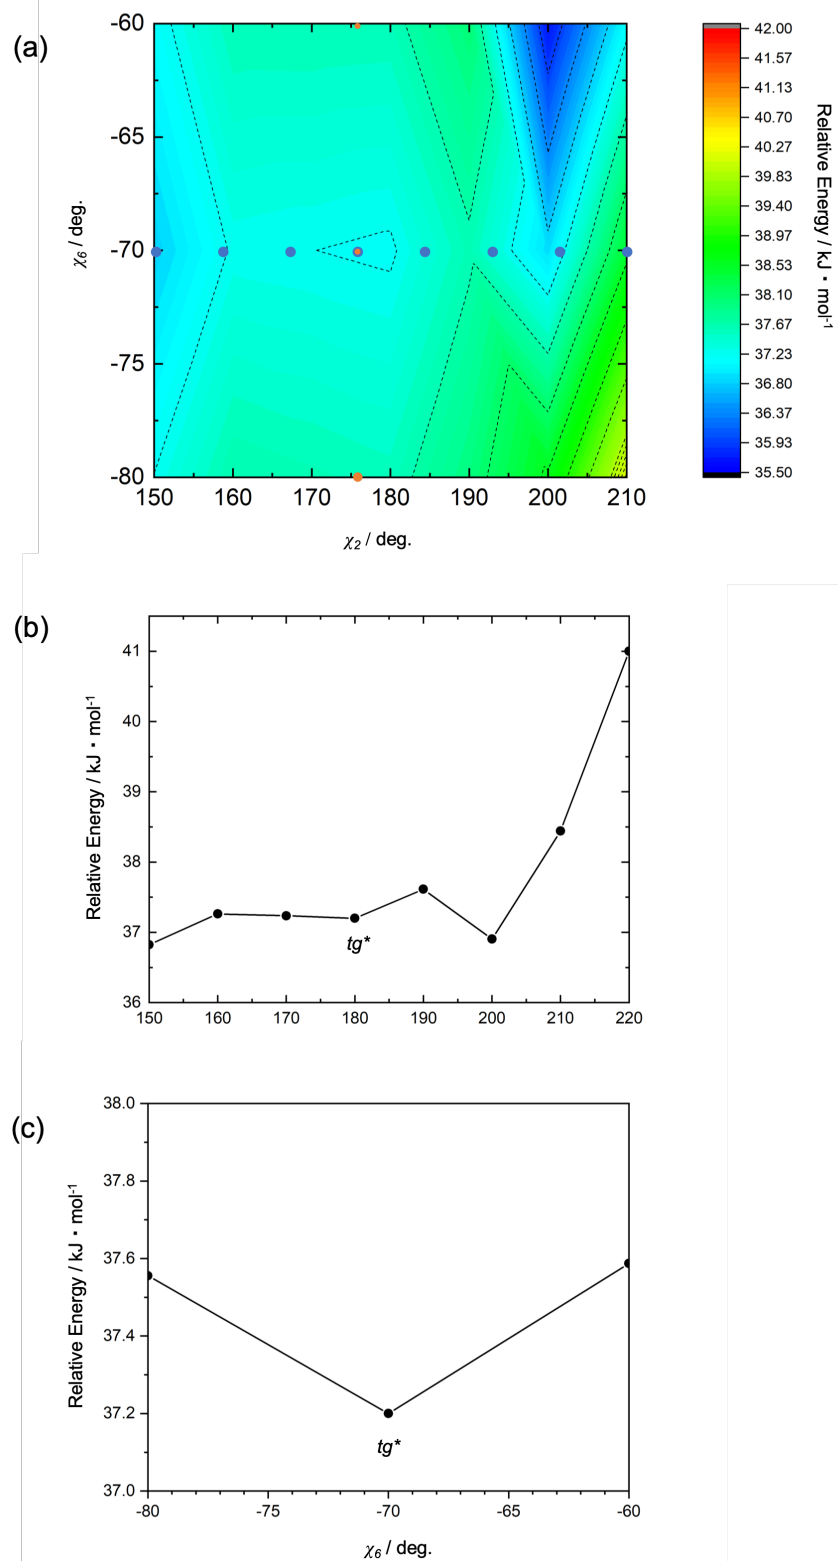 (a)
-60
-65
-70
-75
-80
χ6 / deg.
150 160 170 180 190 200 210
χ2 / deg.
42.00
41.57
41.13
40.70
40.27
39.83
39.40
38.97
38.53
38.10
37.67
37.23
36.80
36.37
35.93
35.50
Relative Energy / kJ・mol-1
(b)
41
40
39
38
37
36
Relative Energy / kJ・mol-1
tg*
150 160 170 180 190 200 210 220
(c)
38.0
37.8
37.6
37.4
37.2
37.0
Relative Energy / kJ・mol-1
tg*
-80 -75 -70 -65 -60
χ6 / deg.